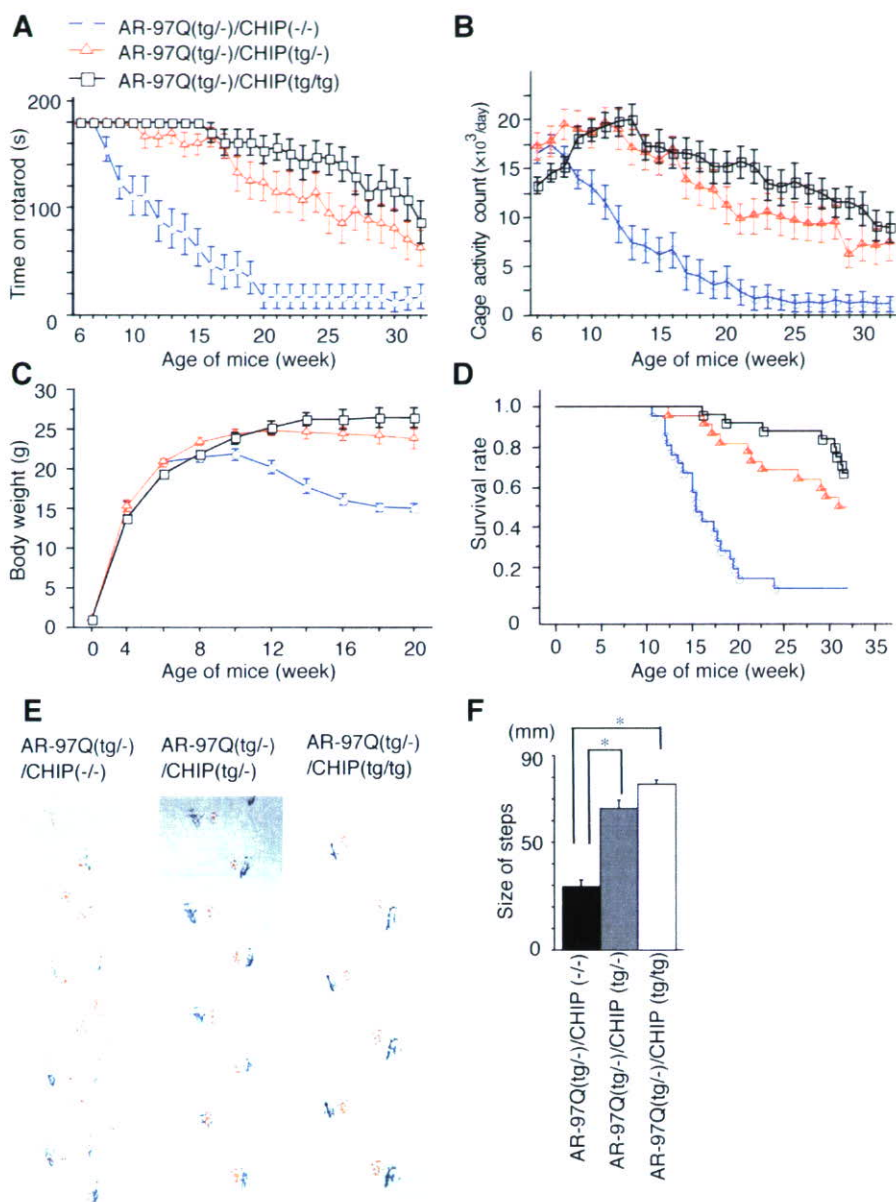 A
AR-97Q(tg/-)/CHIP(-/-)
AR-97Q(tg/-)/CHIP(tg/-)
AR-97Q(tg/-)/CHIP(tg/tg)
Time on rotarod (s)
200
100
0
6 10 15 20 25 30
Age of mice (week)
B
Cage activity count (×10³/day)
20
15
10
5
0
6 10 15 20 25 30
Age of mice (week)
C
Body weight (g)
30
25
20
15
10
5
0
0 4 8 12 16 20
Age of mice (week)
D
Survival rate
1.0
0.8
0.6
0.4
0.2
0
0 5 10 15 20 25 30 35
Age of mice (week)
E
AR-97Q(tg/-)
/CHIP(-/-)
AR-97Q(tg/-)
/CHIP(tg/-)
AR-97Q(tg/-)
/CHIP(tg/tg)
F
(mm)
Size of steps
90
50
0
*
*
AR-97Q(tg/-)/CHIP (-/-)
AR-97Q(tg/-)/CHIP (tg/-)
AR-97Q(tg/-)/CHIP (tg/tg)